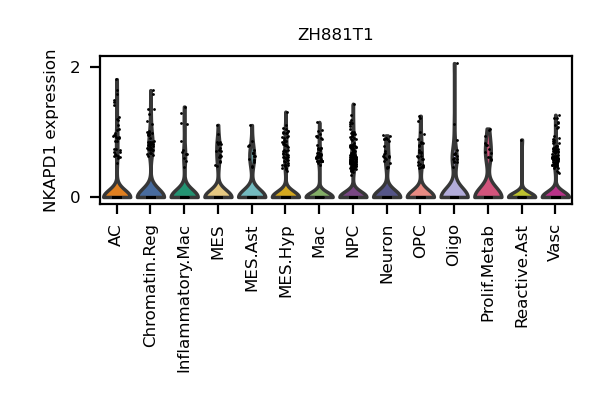 ZH881T1
NKAPD1 expression
2
0
AC
Chromatin.Reg
Inflammatory.Mac
MES
MES.Ast
MES.Hyp
Mac
NPC
Neuron
OPC
Oligo
Prolif.Metab
Reactive.Ast
Vasc